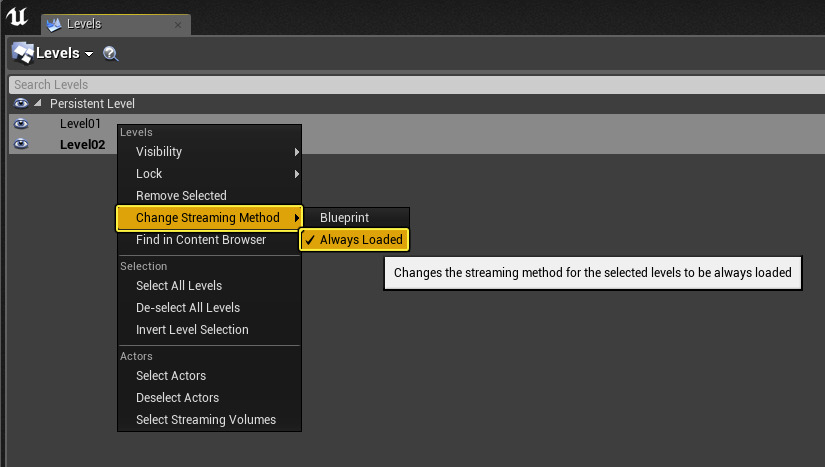 Levels
Levels
Search Levels
Persistent Level
Level01
Level02
Levels
Visibility
Lock
Remove Selected
Change Streaming Method
Find in Content Browser
Blueprint
Always Loaded
Changes the streaming method for the selected levels to be always loaded
Selection
Select All Levels
De-select All Levels
Invert Level Selection
Actors
Select Actors
Deselect Actors
Select Streaming Volumes